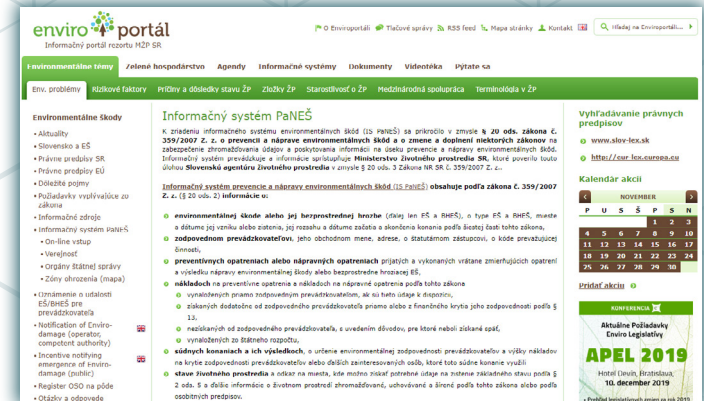 enviro portál
Informačný portál rezortu MŽP SR
O Enviroportáli
Tlačové správy
RSS feed
Mapa stránky
Kontakt
Hľadaj na Enviroportáli...
Environmentálne témy
Zelené hospodárstvo
Agendy
Informačné systémy
Dokumenty
Videotéka
Pýtate sa
Env. problémy
Rizikové faktory
Príčiny a dôsledky stavu ŽP
Zložky ŽP
Starostlivosť o ŽP
Medzinárodná spolupráca
Terminológia v ŽP
Environmentálne škody
Aktuality
Slovensko a EŠ
Právne predpisy SR
Právne predpisy EÚ
Dôležité pojmy
Požiadavky vyplývajúce zo
zákona
Informačné zdroje
Informačný systém PaNEŠ
On-line vstup
Verejnosť
Orgány štátnej správy
Zóny ohrozenia (mapa)
Oznámenie o udalosti
EŠ/BHEŠ pre
prevádzkovateľa
Notification of Enviro-
damage (operator,
competent authority)
Incentive notifying
emergence of Enviro-
damage (public)
Register OSO na pôde
Otázky a odpovede
Informačný systém PaNEŠ
K zriadeniu informačného systému environmentálnych škôd (IS PaNEŠ) sa prikročilo v zmysle § 20 ods. zákona č.
359/2007 Z. z. o prevencii a náprave environmentálnych škôd a o zmene a doplnení niektorých zákonov na
zabezpečenie zhromažďovania údajov a poskytovania informácií na úseku prevencie a nápravy environmentálnych škôd.
Informačný systém prevádzkuje a informácie sprístupňuje Ministerstvo životného prostredia SR, ktoré poverilo touto
úlohou Slovenskú agentúru životného prostredia v zmysle § 20 ods. 3 Zákona NR SR č. 359/2007 Z. z..
Informačný systém prevencie a nápravy environmentálnych škôd (IS PaNEŠ) obsahuje podľa zákona č. 359/2007
Z. z. (§ 20 ods. 2) informácie o:
environmentálnej škode alebo jej bezprostrednej hrozbe (ďalej len EŠ a BHEŠ), o type EŠ a BHEŠ, mieste
a dátume jej vzniku alebo zistenia, jej rozsahu a dátume začatia a skončenia konania podľa šiestej časti tohto zákona,
zodpovednom prevádzkovateľovi, jeho obchodnom mene, adrese, o štatutárnom zástupcovi, o kóde prevažujúcej
činnosti,
preventívnych opatreniach alebo nápravných opatreniach prijatých a vykonaných vrátane zmierňujúcich opatrení
a výsledku nápravy environmentálnej škody alebo bezprostredne hroziacej EŠ,
nákladoch na preventívne opatrenia a nákladoch na nápravné opatrenia podľa tohto zákona
vynaložených priamo zodpovedným prevádzkovateľom, ak sú tieto údaje k dispozícii,
získaných dodatočne od zodpovedného prevádzkovateľa priamo alebo z finančného krytia jeho zodpovednosti podľa §
13,
nezískaných od zodpovedného prevádzkovateľa, s uvedením dôvodov, pre ktoré neboli získané späť,
vynaložených zo štátneho rozpočtu,
súdnych konaniach a ich výsledkoch, o určenie environmentálnej zodpovednosti prevádzkovateľa a výšky nákladov
na krytie zodpovednosti prevádzkovateľov alebo ďalších zainteresovaných osôb, ktoré toto súdne konanie využili
stave životného prostredia a odkaz na miesta, kde možno získať potrebné údaje na zistenie základného stavu podľa §
2 ods. 5 a ďalšie informácie o životnom prostredí zhromažďované, uchovávané a šírené podľa tohto zákona alebo podľa
osobitných predpisov.
Vyhľadávanie právnych
predpisov
www.slov-lex.sk
http://eur lex.europa.eu
Kalendár akcií
NOVEMBER
P U S Š P S N
1 2 3
4 5 6 7 8 9 10
11 12 13 14 15 16 17
18 19 20 21 22 23 24
25 26 27 28 29 30
Pridať akciu
KONFERENCIA
Aktuálne Požiadavky
Enviro Legislatívy
APEL 2019
Hotel Devín, Bratislava,
10. december 2019
Prehľad legislatívnych zmien za rok 2019